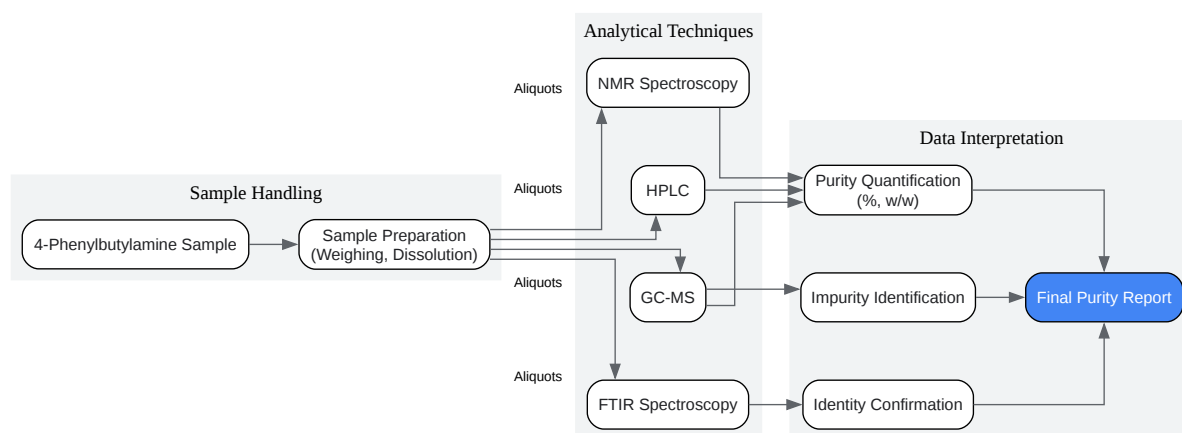 Analytical Techniques
Aliquots
NMR Spectroscopy
Data Interpretation
Sample Handling
Aliquots
HPLC
Purity Quantification
(%, w/w)
4-Phenylbutylamine Sample
Sample Preparation
(Weighing, Dissolution)
Aliquots
GC-MS
Impurity Identification
Final Purity Report
Aliquots
FTIR Spectroscopy
Identity Confirmation